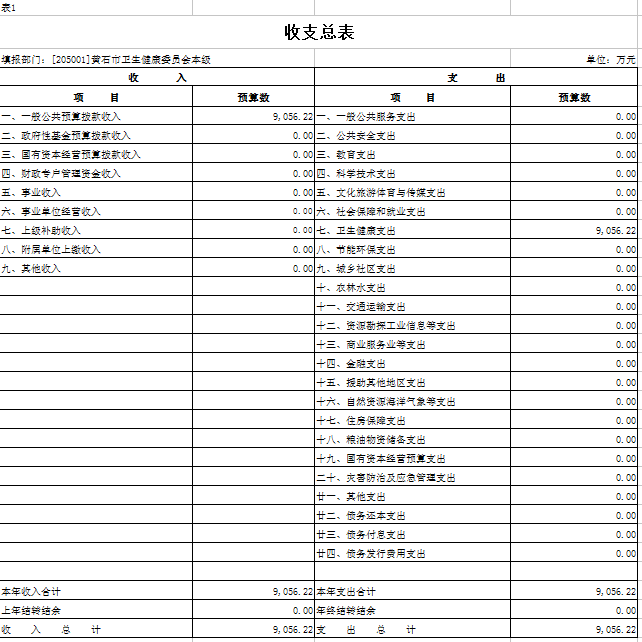 表1
收支总表
填报部门：[205001]黄石市卫生健康委员会本级 单位：万元
收 入 支 出
项 目 预算数 项 目 预算数
一、一般公共预算拨款收入 9,056.22 一、一般公共服务支出 0.00
二、政府性基金预算拨款收入 0.00 二、公共安全支出 0.00
三、国有资本经营预算拨款收入 0.00 三、教育支出 0.00
四、财政专户管理资金收入 0.00 四、科学技术支出 0.00
五、事业收入 0.00 五、文化旅游体育与传媒支出 0.00
六、事业单位经营收入 0.00 六、社会保障和就业支出 0.00
七、上级补助收入 0.00 七、卫生健康支出 9,056.22
八、附属单位上缴收入 0.00 八、节能环保支出 0.00
九、其他收入 0.00 九、城乡社区支出 0.00
十、农林水支出 0.00
十一、交通运输支出 0.00
十二、资源勘探工业信息等支出 0.00
十三、商业服务业等支出 0.00
十四、金融支出 0.00
十五、援助其他地区支出 0.00
十六、自然资源海洋气象等支出 0.00
十七、住房保障支出 0.00
十八、粮油物资储备支出 0.00
十九、国有资本经营预算支出 0.00
二十、灾害防治及应急管理支出 0.00
廿一、其他支出 0.00
廿二、债务还本支出 0.00
廿三、债务付息支出 0.00
廿四、债务发行费用支出 0.00
本年收入合计 9,056.22 本年支出合计 9,056.22
上年结转结余 0.00 年终结转结余 0.00
收 入 总 计 9,056.22 支 出 总 计 9,056.22